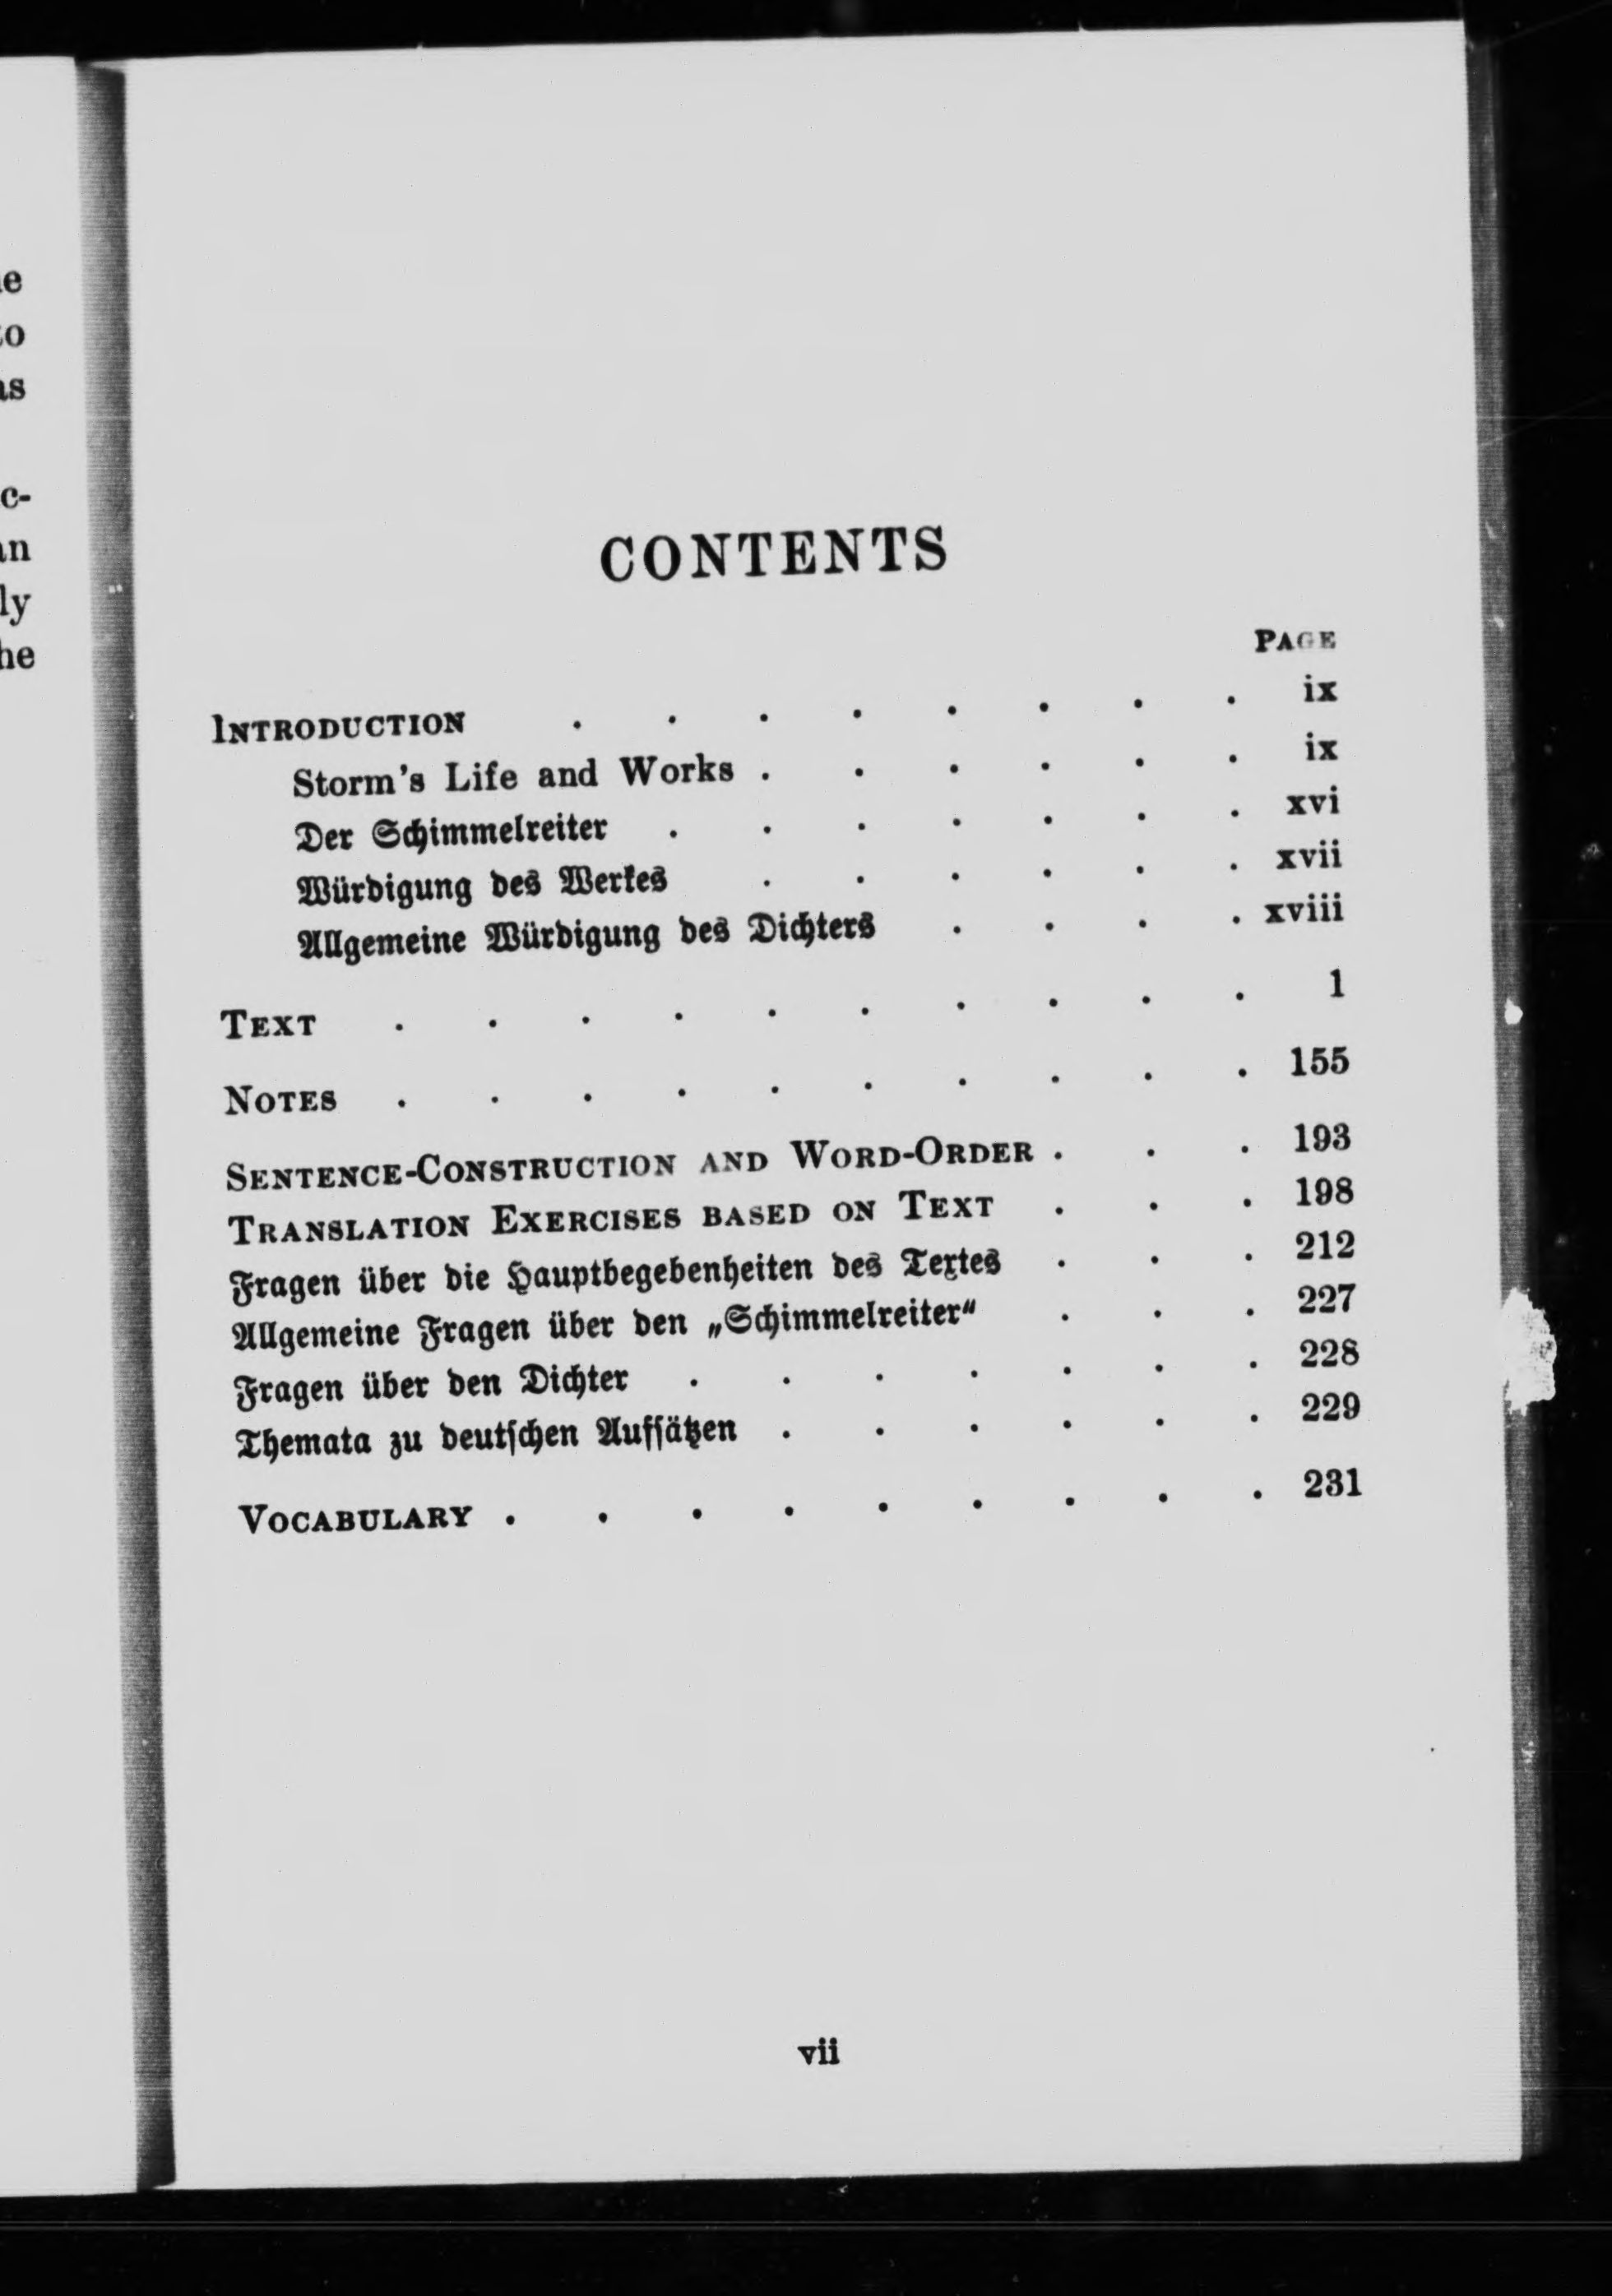 CONTENTS
PAGE
INTRODUCTION . . . . . . . . ix
Storm's Life and Works . . . . . . ix
Der Schimmelreiter . . . . . . . xvi
Würdigung des Werkes . . . . . . xvii
Allgemeine Würdigung des Dichters . . . . xviii
TEXT . . . . . . . . . . 1
NOTES . . . . . . . . . . 155
SENTENCE-CONSTRUCTION AND WORD-ORDER . . . 193
TRANSLATION EXERCISES BASED ON TEXT . . . 198
Fragen über die Hauptbegebenheiten des Textes . . . 212
Allgemeine Fragen über den „Schimmelreiter“ . . . 227
Fragen über den Dichter . . . . . . . 228
Themata zu deutſchen Aufſätzen . . . . . . 229
VOCABULARY . . . . . . . . . 231
vii